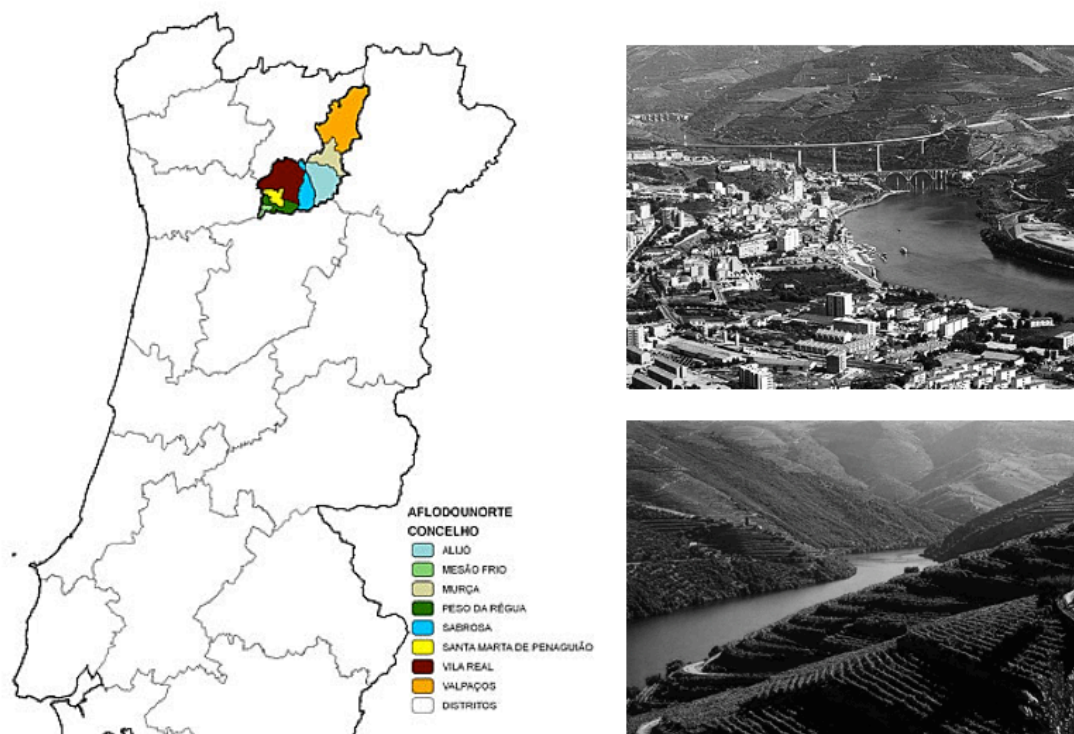 AFLODOUNORTE
CONCELHO
ALIJÓ
MESÃO FRIO
MURÇA
PESO DA RÉGUA
SABROSA
SANTA MARTA DE PENAGUIÃO
VILA REAL
VALPAÇOS
DISTRITOS